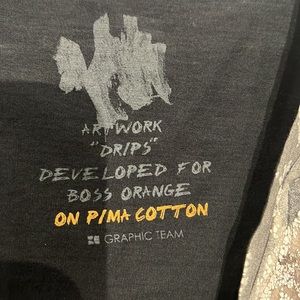 ARTWORK
"DRIPS"
DEVELOPED FOR
BOSS ORANGE
ON PIMA COTTON
GRAPHIC TEAM